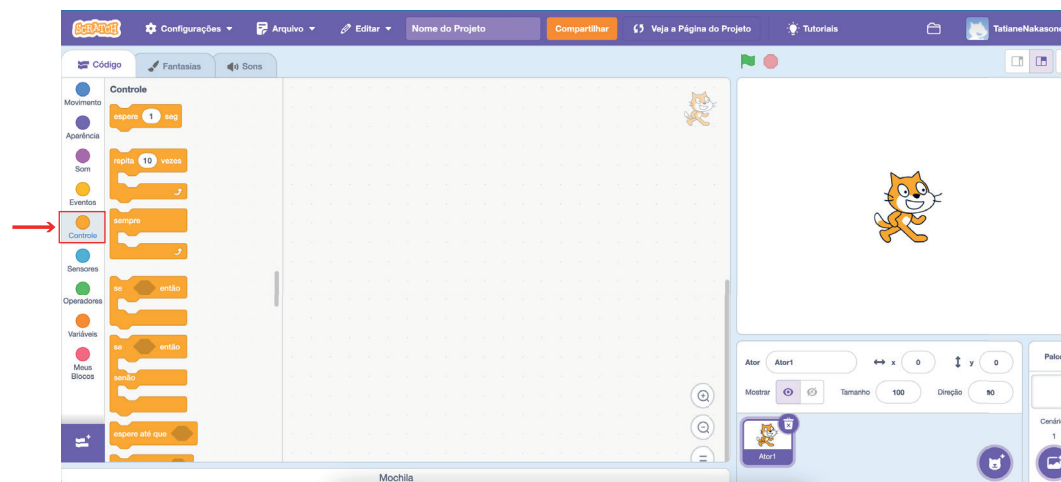 SCRATCH
Configurações
Arquivo
Editar
Nome do Projeto
Compartilhar
Veja a Página do Projeto
Tutoriais
TatianeNakasone
Código
Fantasias
Sons
Movimento
Aparência
Som
Eventos
Controle
Sensores
Operadores
Variáveis
Meus
Blocos
Controle
espere 1 seg
repita 10 vezes
sempre
se então
se então
senão
espere até que
Mochila
Ator Ator1 x 0 y 0
Mostrar Tamanho 100 Direção 90
Ator1
Palco
Cenári
1